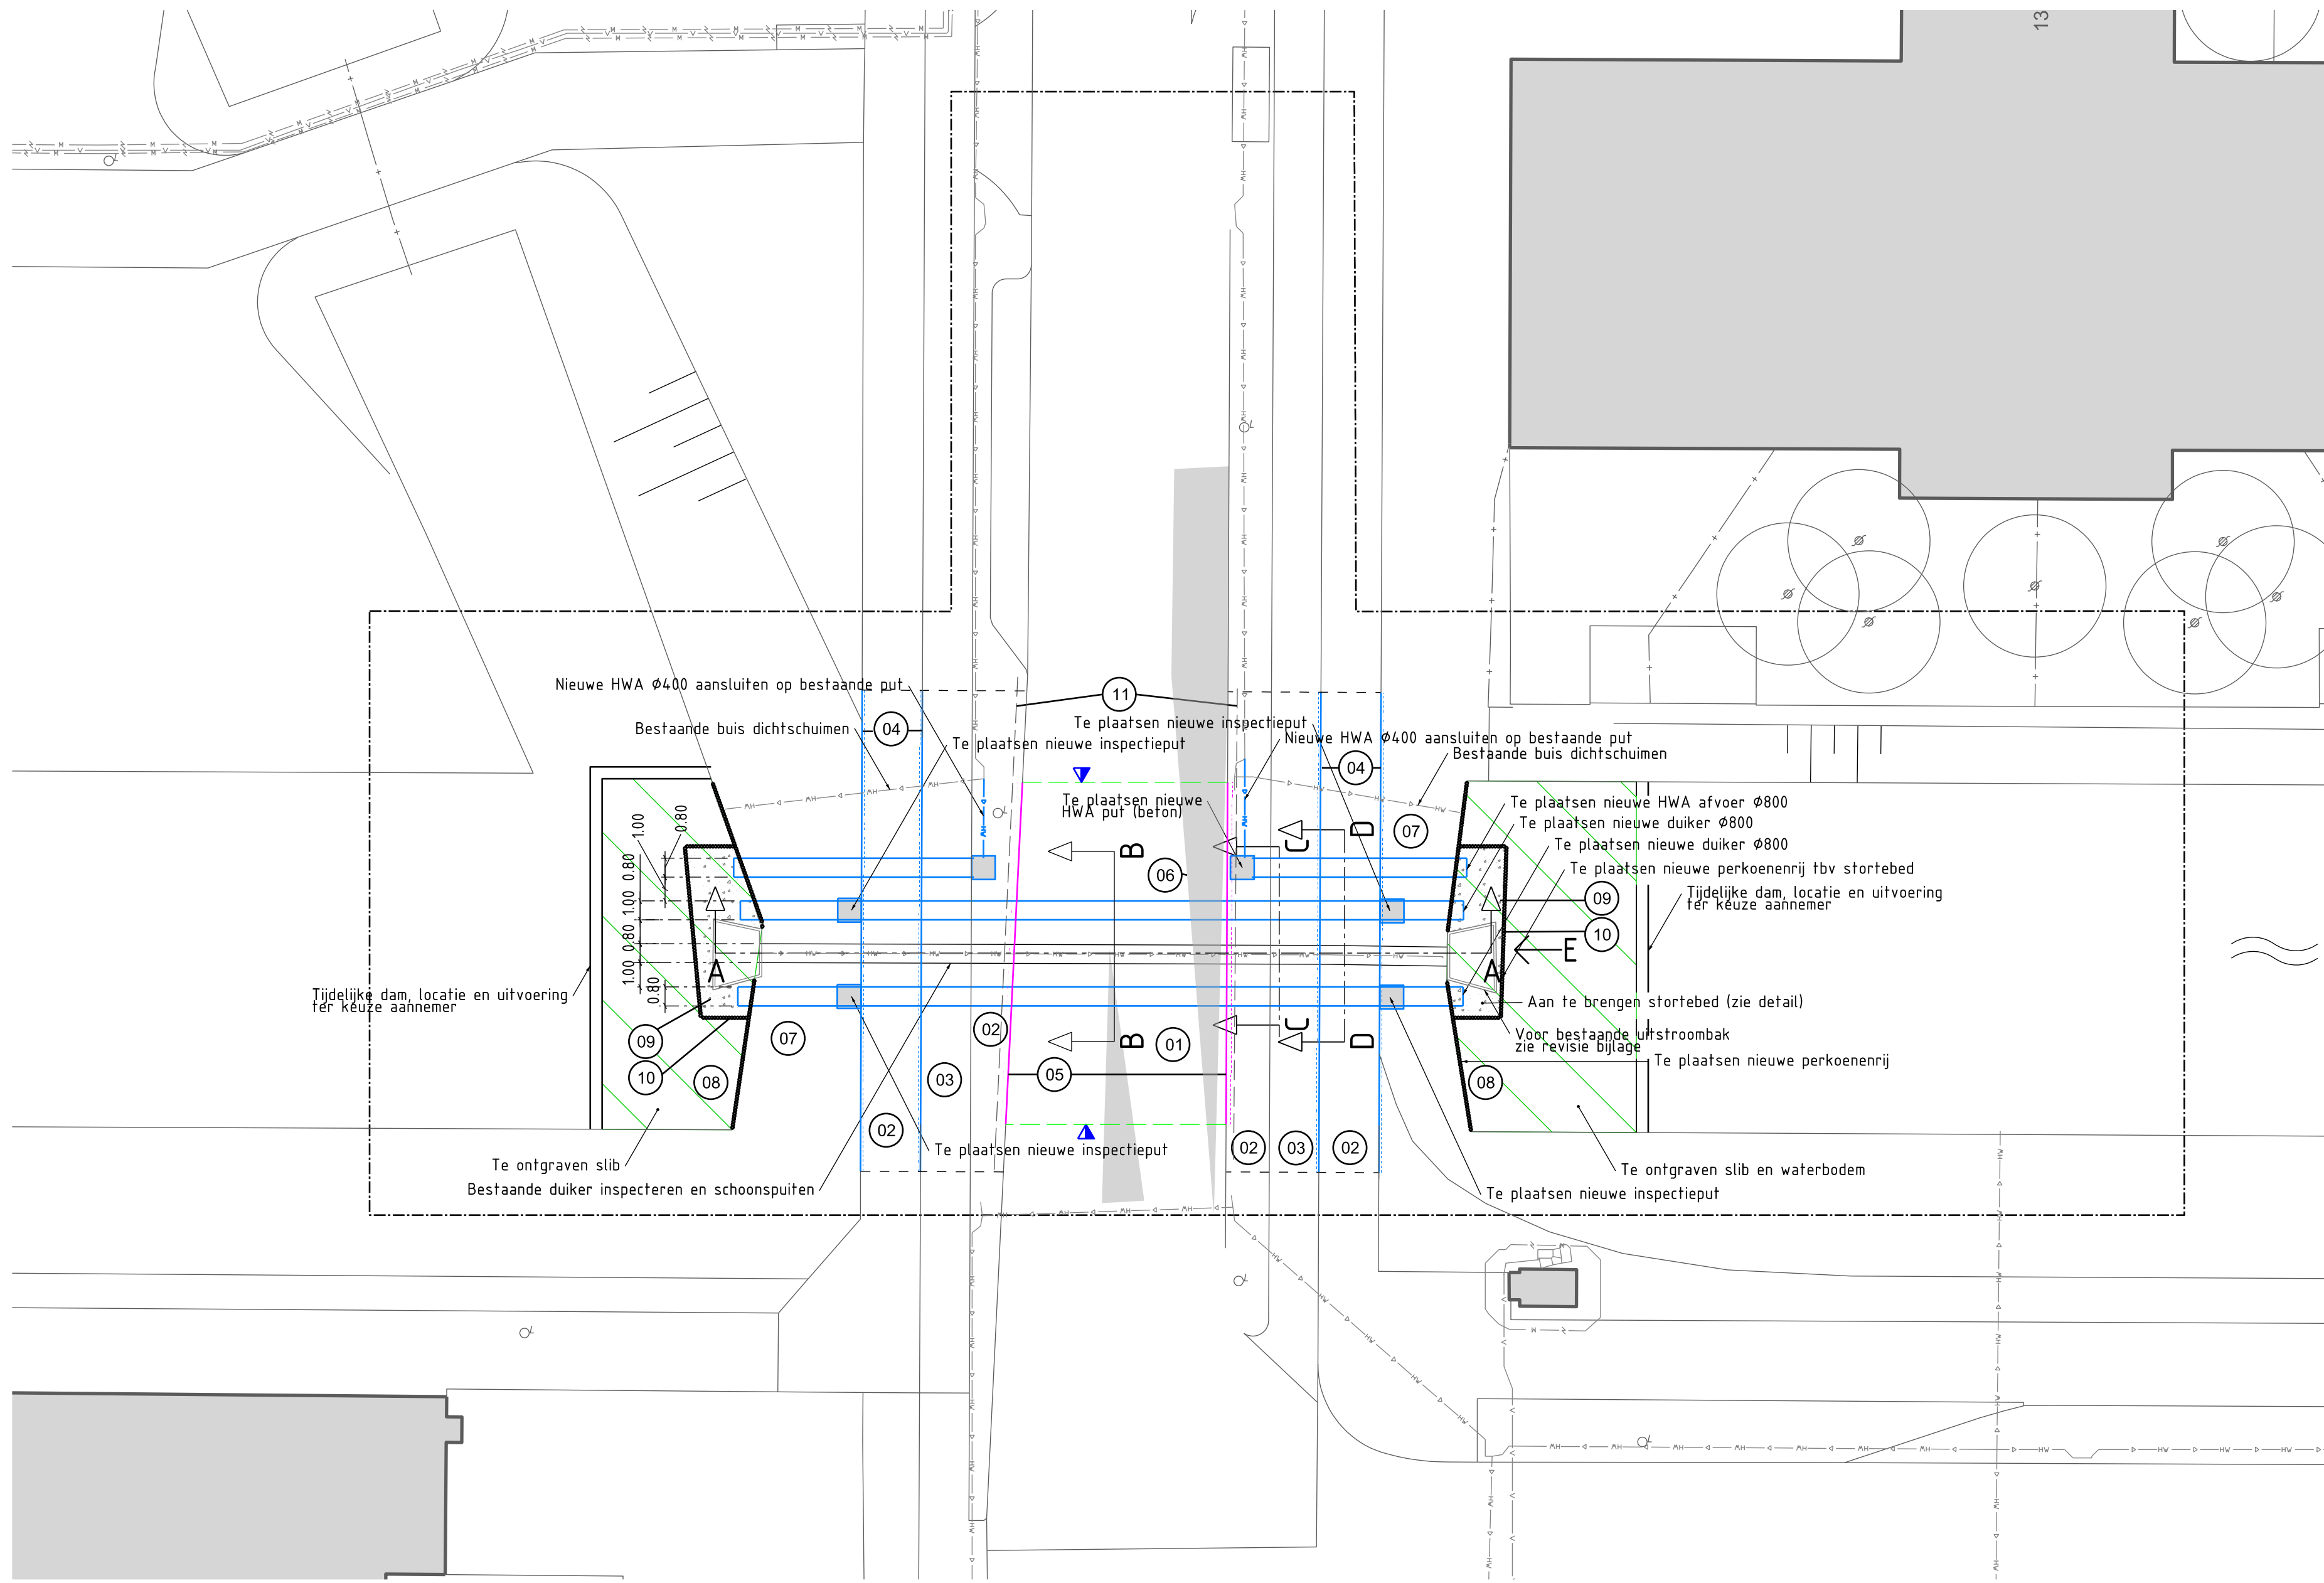 13
Nieuwe HWA Ø400 aansluiten op bestaande put
11
04
Bestaande buis dichtschuimen
Te plaatsen nieuwe inspectieput
Te plaatsen nieuwe inspectieput
Nieuwe HWA Ø400 aansluiten op bestaande put
Bestaande buis dichtschuimen
04
Te plaatsen nieuwe
HWA put (beton)
Te plaatsen nieuwe HWA afvoer Ø800
Te plaatsen nieuwe duiker Ø800
Te plaatsen nieuwe duiker Ø800
Te plaatsen nieuwe perkoenenrij tbv stortebed
07
1.00
0.80
0.80
1.00
0.80
1.00
0.80
B
C
D
06
09
Tijdelijke dam, locatie en uitvoering
ter keuze aannemer
10
E
A
A
Tijdelijke dam, locatie en uitvoering
ter keuze aannemer
Aan te brengen stortebed (zie detail)
Voor bestaande uitstroombak
zie revisie bijlage
Te plaatsen nieuwe perkoenenrij
09
10
08
07
02
03
05
01
B
C
D
08
02
02
03
02
Te plaatsen nieuwe inspectieput
Te ontgraven slib
Bestaande duiker inspecteren en schoonspuiten
Te ontgraven slib en waterbodem
Te plaatsen nieuwe inspectieput